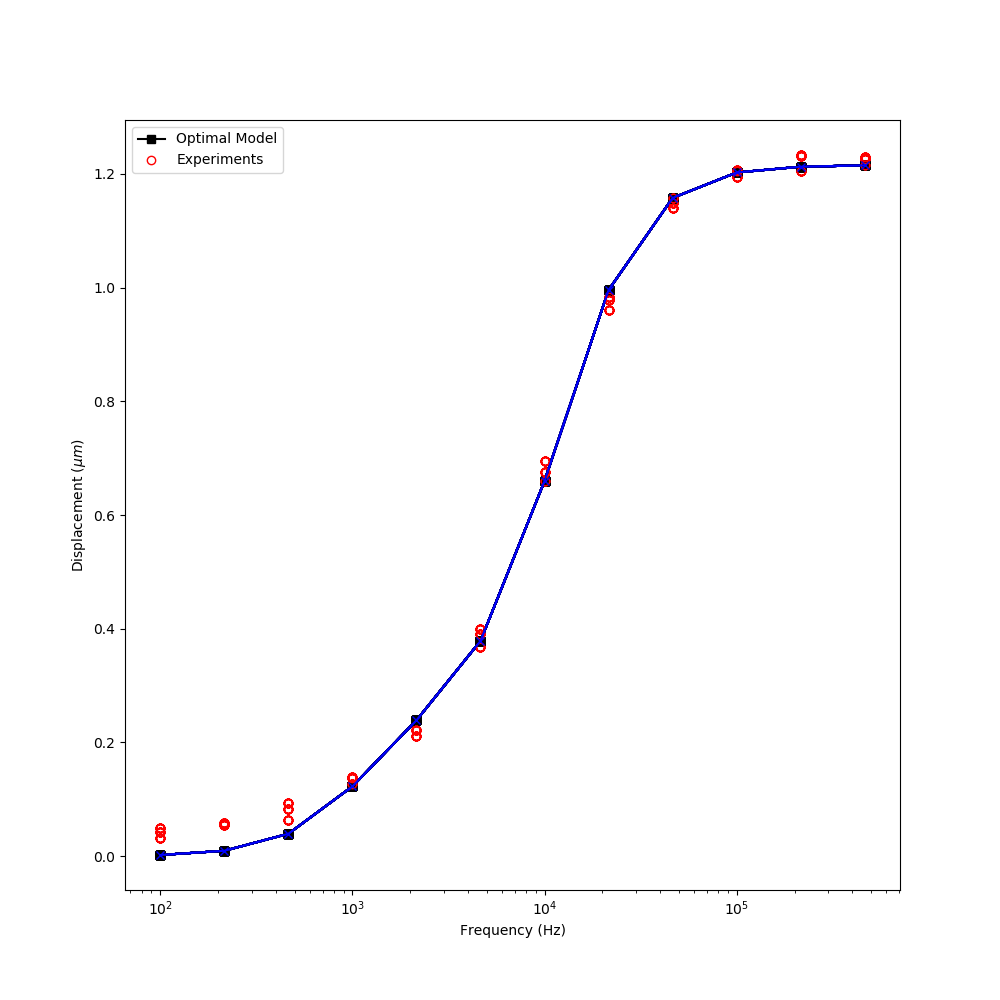 Optimal Model
Experiments
1.2
1.0
0.8
0.6
0.4
0.2
0.0
Displacement (μm)
10² 10³ 10⁴ 10⁵
Frequency (Hz)